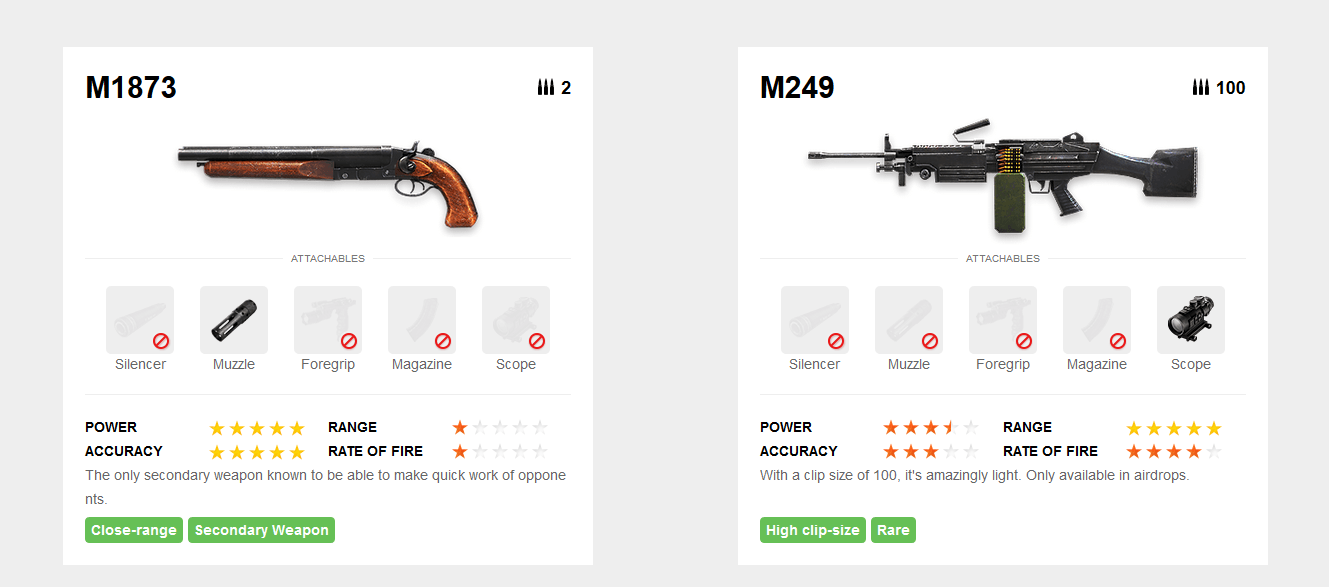 M1873
2
ATTACHABLES
Silencer
Muzzle
Foregrip
Magazine
Scope
POWER
RANGE
ACCURACY
RATE OF FIRE
The only secondary weapon known to be able to make quick work of oppone
nts.
Close-range
Secondary Weapon
M249
100
ATTACHABLES
Silencer
Muzzle
Foregrip
Magazine
Scope
POWER
RANGE
ACCURACY
RATE OF FIRE
With a clip size of 100, it's amazingly light. Only available in airdrops.
High clip-size
Rare